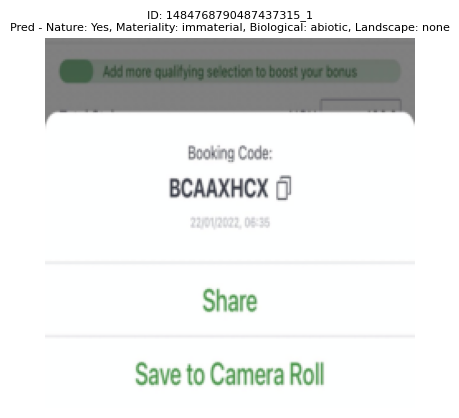 ID: 1484768790487437315_1
Pred - Nature: Yes, Materiality: immaterial, Biological: abiotic, Landscape: none
Add more qualifying selection to boost your bonus
Booking Code:
BCAAXHCX
22/01/2022, 06:35
Share
Save to Camera Roll